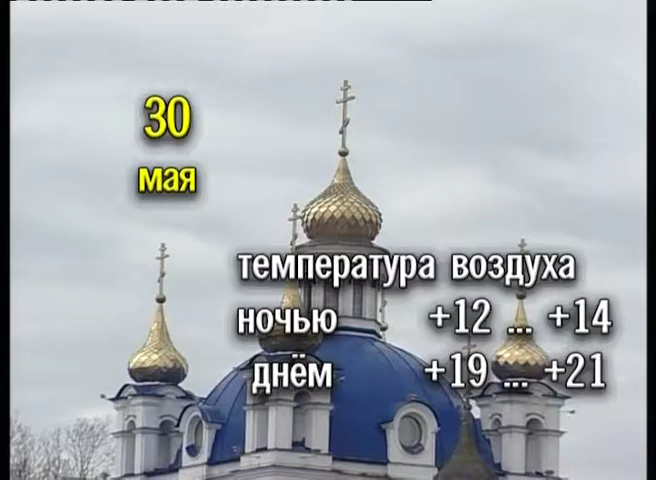 30
мая
температура воздуха
ночью +12 ... +14
днём +19 ... +21